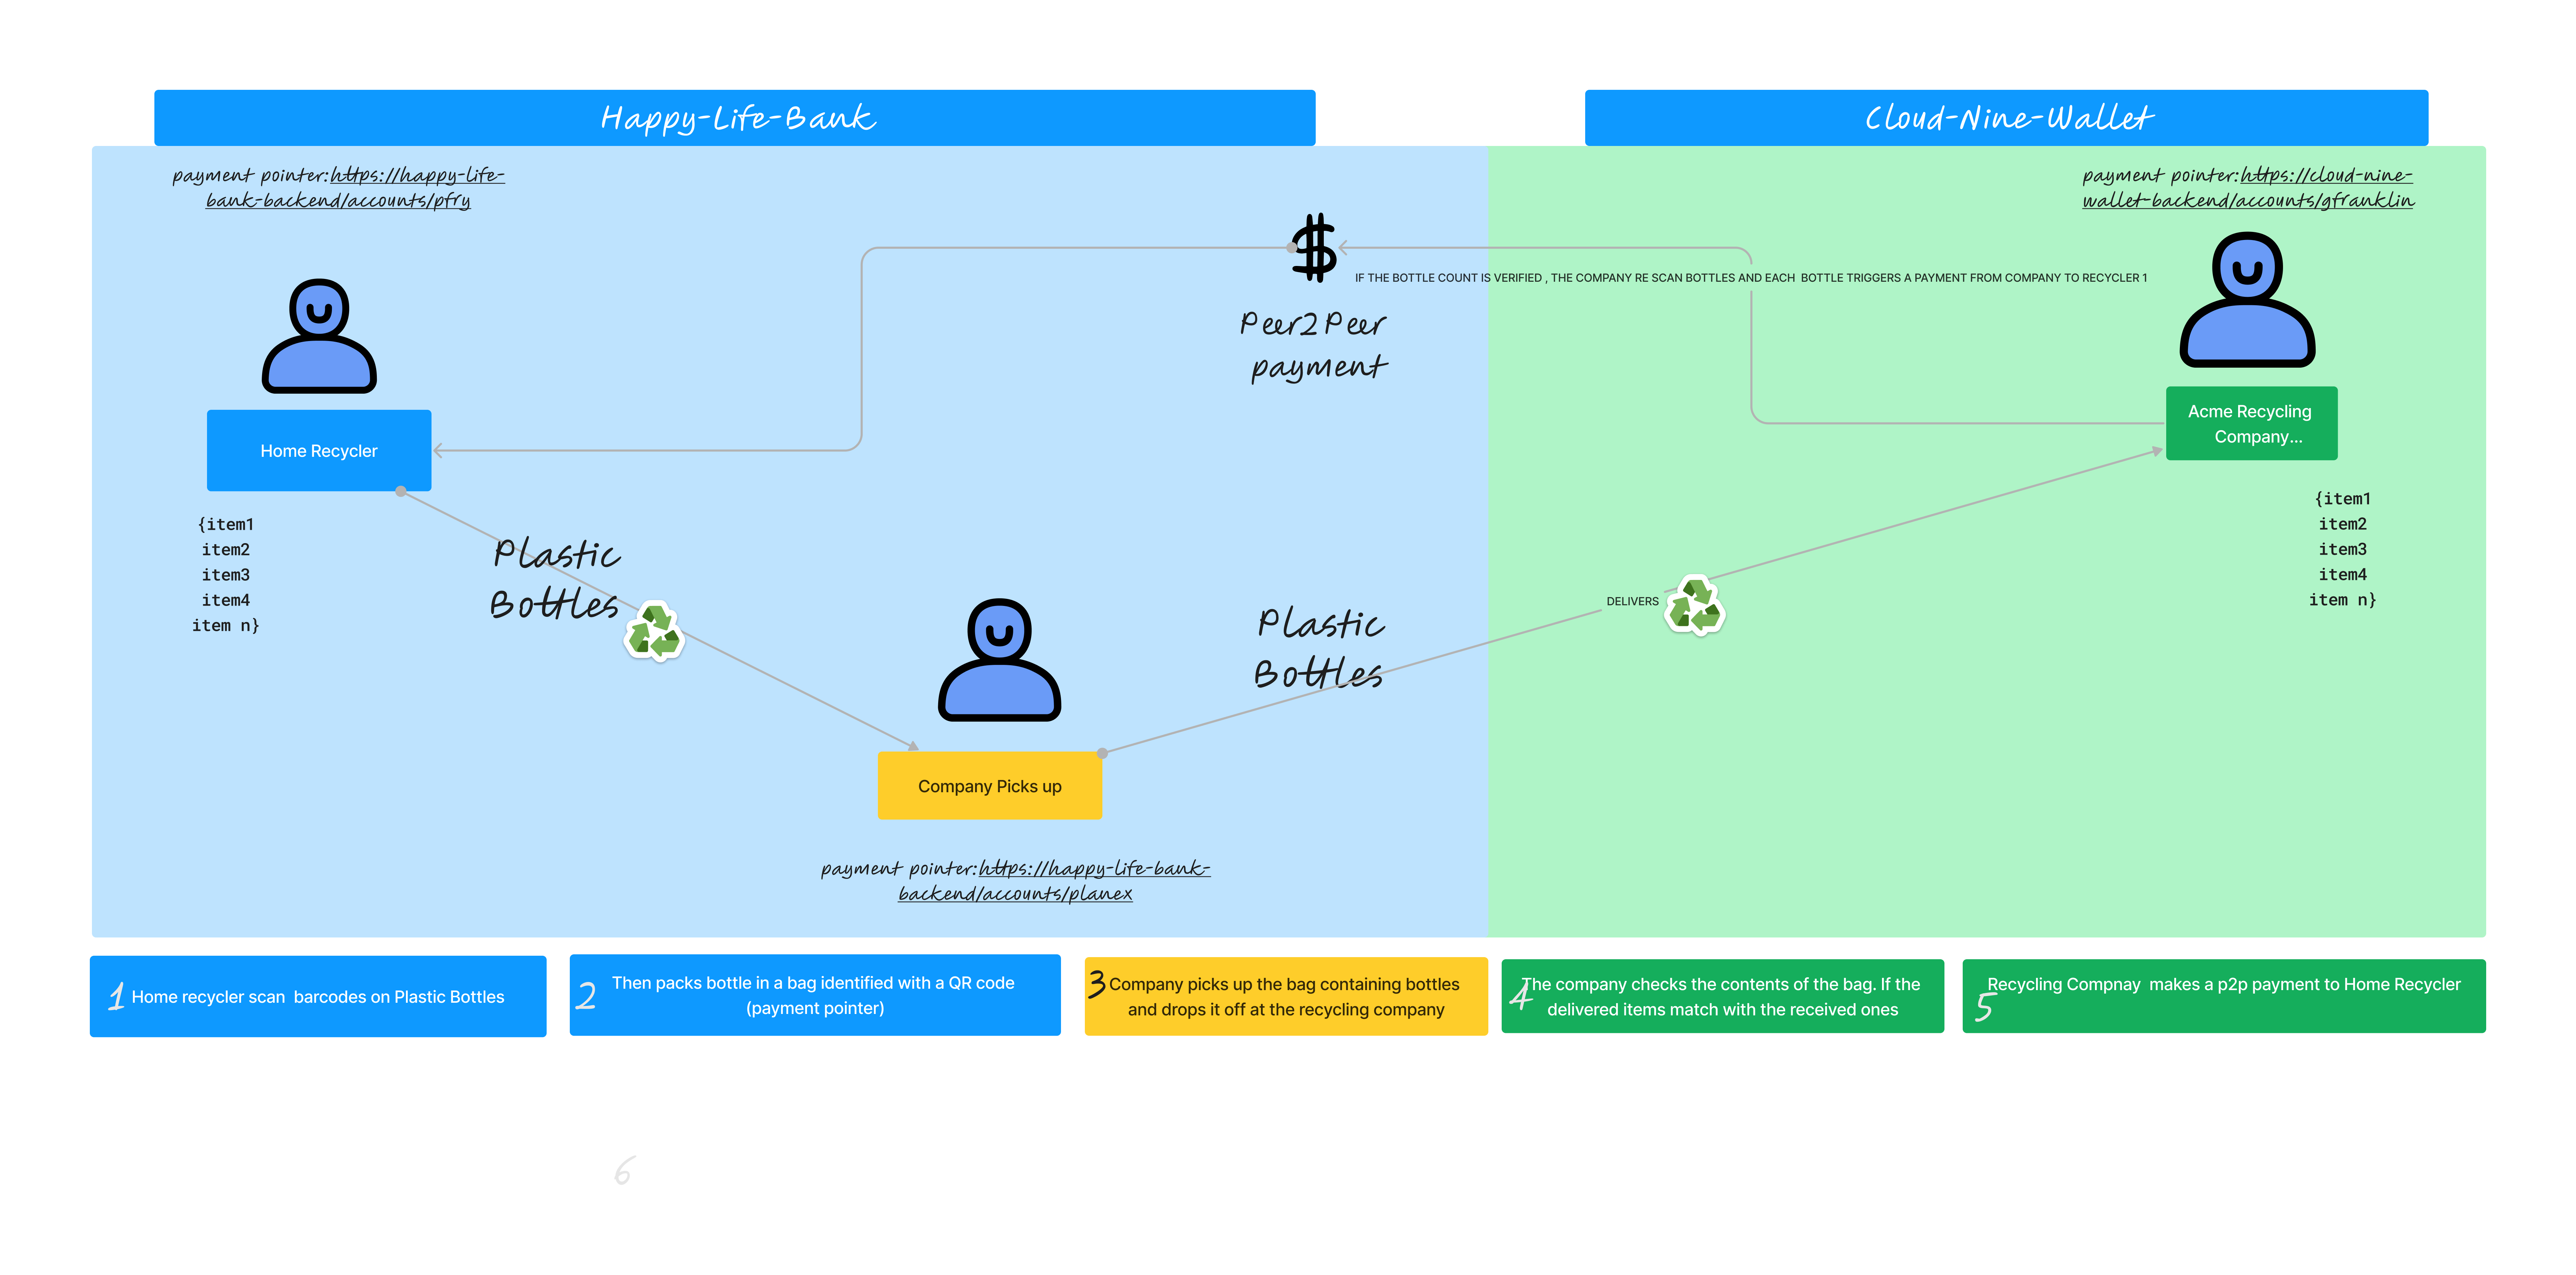 Happy-Life-Bank
Cloud-Nine-Wallet
payment pointer:https://happy-life-
bank-backend/accounts/pfry
payment pointer:https://cloud-nine-
wallet-backend/accounts/gfranklin
$
IF THE BOTTLE COUNT IS VERIFIED , THE COMPANY RE SCAN BOTTLES AND EACH  BOTTLE TRIGGERS A PAYMENT FROM COMPANY TO RECYCLER 1
Peer2Peer
payment
Home Recycler
Acme Recycling
Company...
{item1
item2
item3
item4
item n}
Plastic
Bottles
Plastic
Bottles
DELIVERS
{item1
item2
item3
item4
item n}
Company Picks up
payment pointer:https://happy-life-bank-
backend/accounts/planex
1 Home recycler scan  barcodes on Plastic Bottles
2 Then packs bottle in a bag identified with a QR code
(payment pointer)
3 Company picks up the bag containing bottles
and drops it off at the recycling company
4 The company checks the contents of the bag. If the
delivered items match with the received ones
5 Recycling Compnay  makes a p2p payment to Home Recycler
6